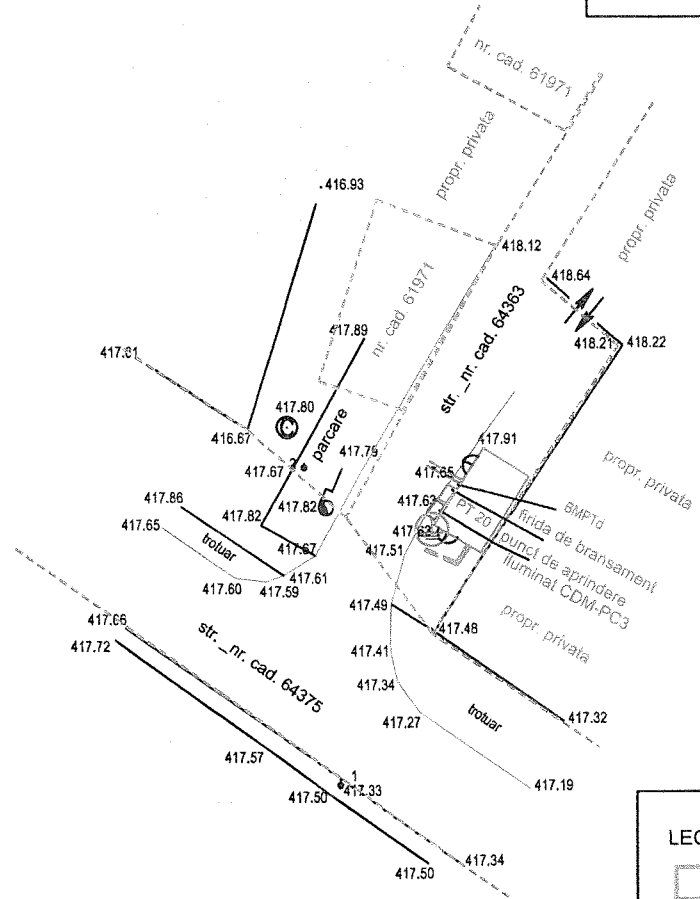 nr. cad. 61971
propr. privata
416.93
propr. privata
418.12
418.64
nr. cad. 61971
str._nr. cad. 64363
417.89
418.21
418.22
417.80
parcare
416.67
417.67
2
417.79
417.91
417.65
propr. privata
417.86
417.82
417.82
417.63
PT 20
BMPTd
firida de bransament
417.65
trotuar
417.67
417.51
417.63
punct de aprindere
iluminat CDM-PC3
417.61
417.60
417.59
417.49
417.48
propr. privata
417.66
417.72
str._nr. cad. 64375
417.41
417.34
417.27
trotuar
417.32
417.57
1
417.33
417.50
417.19
417.34
417.50